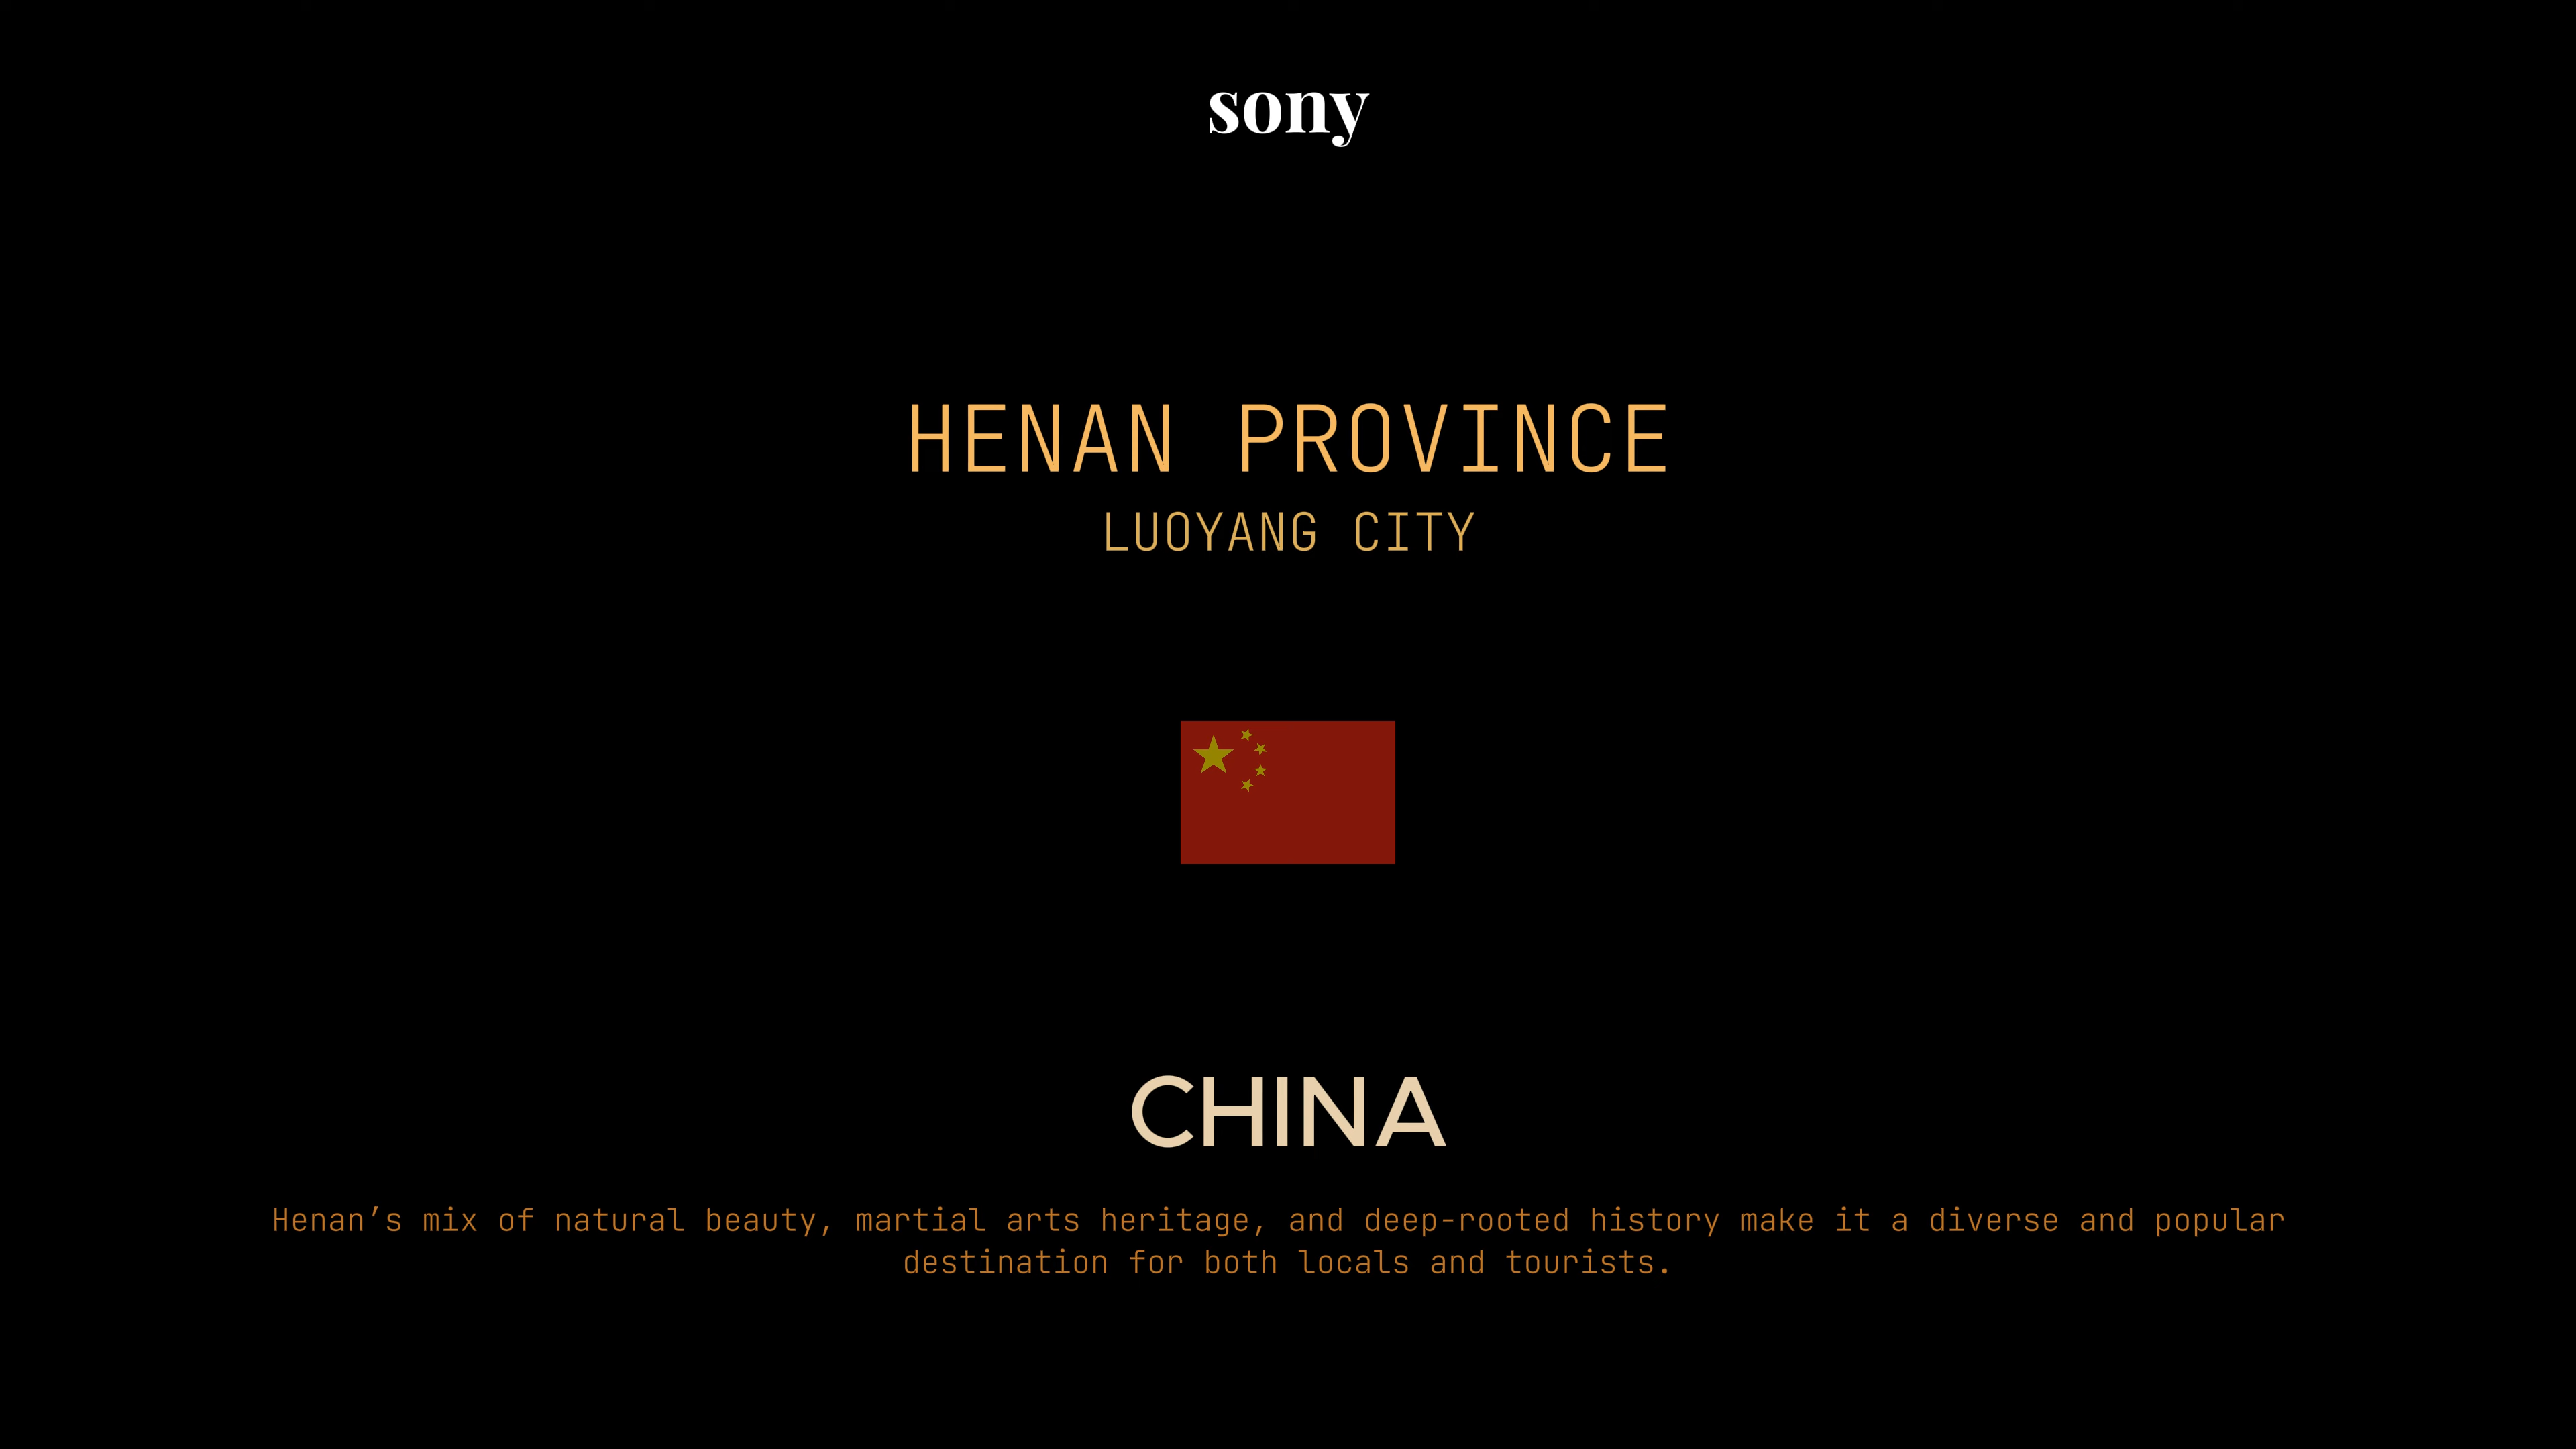 sony
HENAN PROVINCE
LUOYANG CITY
CHINA
Henan’s mix of natural beauty, martial arts heritage, and deep-rooted history make it a diverse and popular
destination for both locals and tourists.